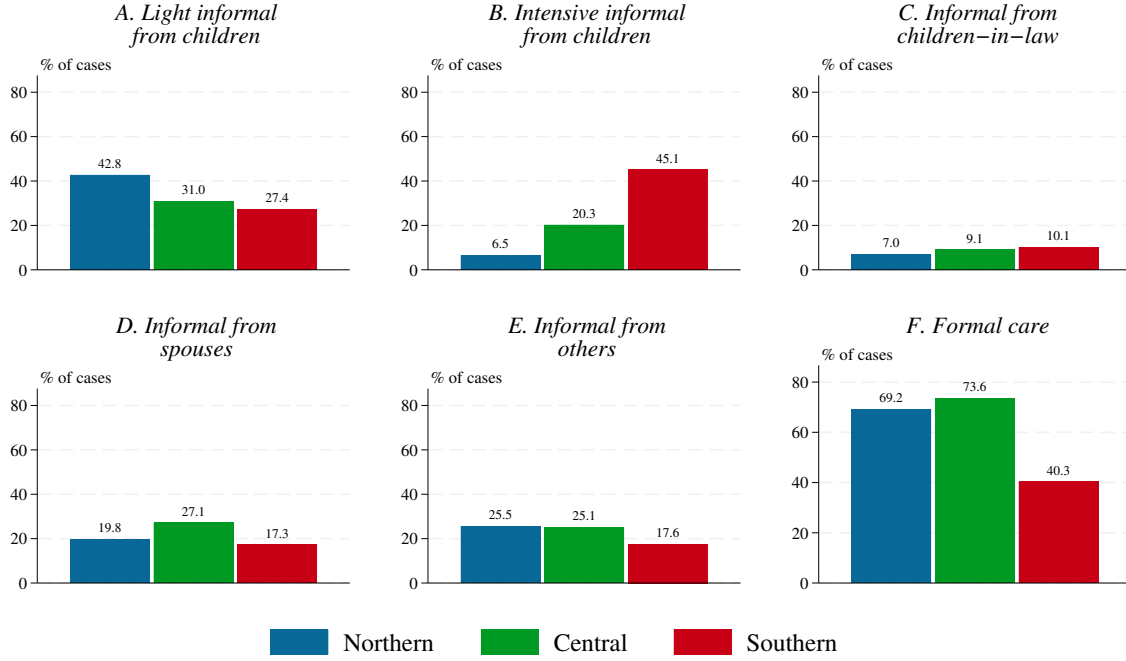 A. Light informal
from children
% of cases
80
60
40
20
0
42.8
31.0
27.4
B. Intensive informal
from children
% of cases
80
60
40
20
0
6.5
20.3
45.1
C. Informal from
children−in−law
% of cases
80
60
40
20
0
7.0
9.1
10.1
D. Informal from
spouses
% of cases
80
60
40
20
0
19.8
27.1
17.3
E. Informal from
others
% of cases
80
60
40
20
0
25.5
25.1
17.6
F. Formal care
% of cases
80
60
40
20
0
69.2
73.6
40.3
Northern
Central
Southern